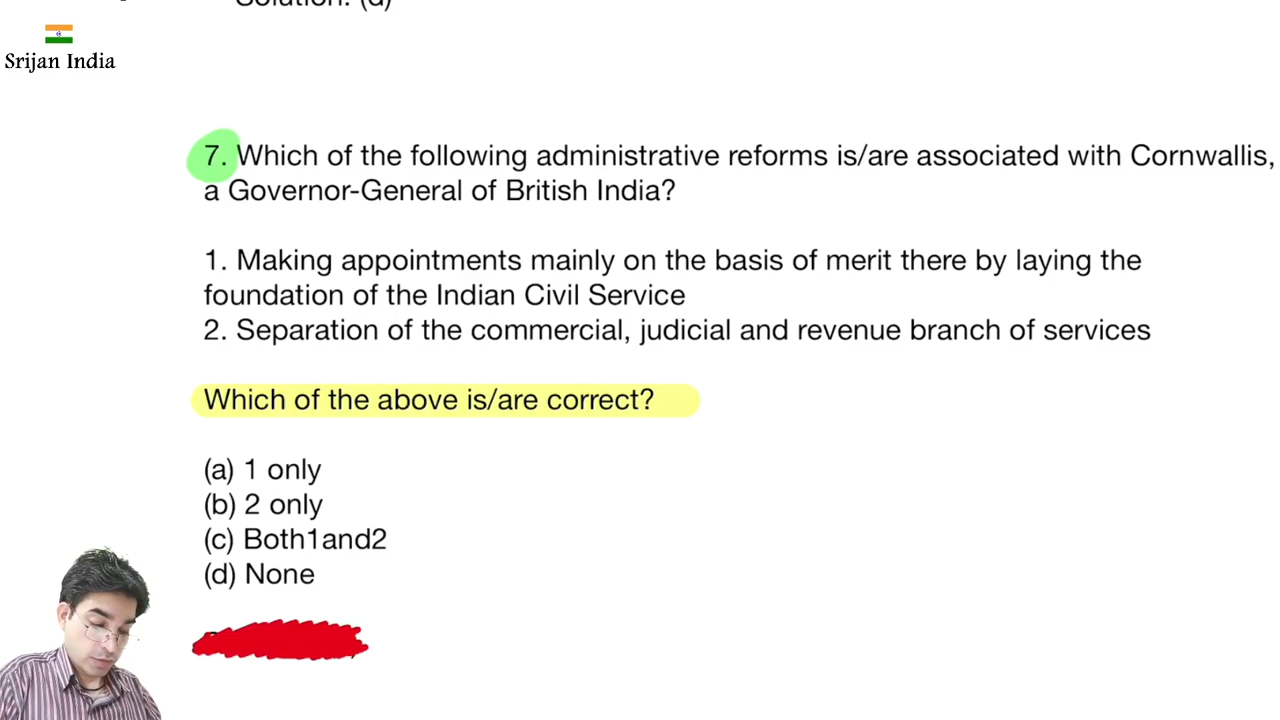 Solution: (d)
Srijan India
7. Which of the following administrative reforms is/are associated with Cornwallis,
a Governor-General of British India?
1. Making appointments mainly on the basis of merit there by laying the
foundation of the Indian Civil Service
2. Separation of the commercial, judicial and revenue branch of services
Which of the above is/are correct?
(a) 1 only
(b) 2 only
(c) Both1and2
(d) None